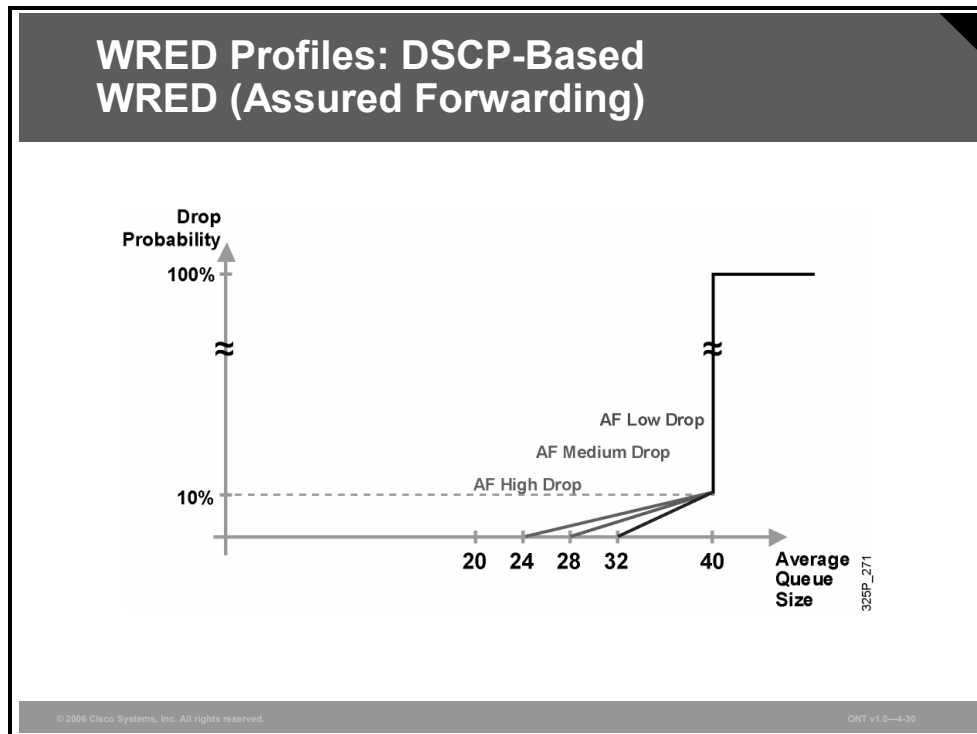 WRED Profiles: DSCP-Based
WRED (Assured Forwarding)
Drop
Probability
100%
AF Low Drop
AF Medium Drop
AF High Drop
10%
20 24 28 32 40
Average
Queue
Size
325P_271
© 2006 Cisco Systems, Inc. All rights reserved.
ONT v1.0—4-30